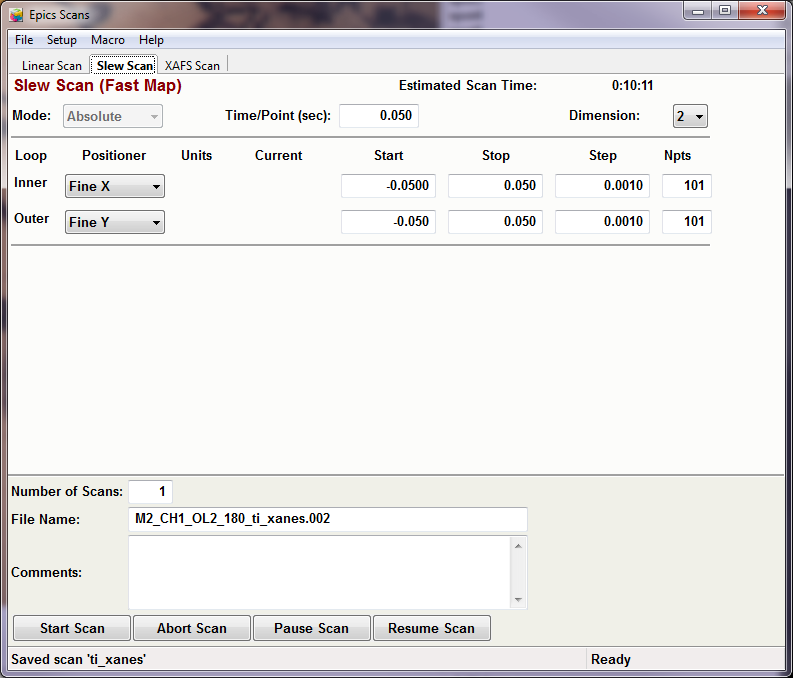 Epics Scans
File Setup Macro Help
Linear Scan Slew Scan XAFS Scan
Slew Scan (Fast Map) Estimated Scan Time: 0:10:11
Mode: Absolute Time/Point (sec): 0.050 Dimension: 2
Loop Positioner Units Current Start Stop Step Npts
Inner Fine X -0.0500 0.050 0.0010 101
Outer Fine Y -0.050 0.050 0.0010 101
Number of Scans: 1
File Name: M2_CH1_OL2_180_ti_xanes.002
Comments:
Start Scan Abort Scan Pause Scan Resume Scan
Saved scan 'ti_xanes' Ready